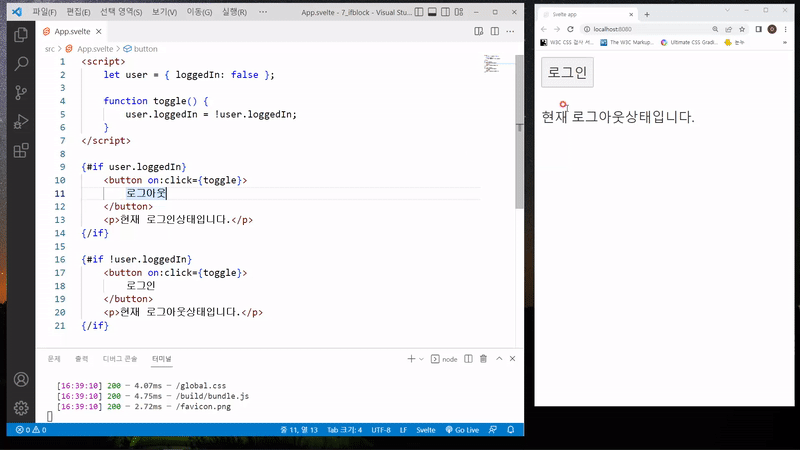 파일(F) 편집(E) 선택 영역(S) 보기(V) 이동(G) 실행(R) ··· App.svelte - 7_ifblock - Visual Stu...
App.svelte
src > App.svelte > button
1 <script>
2 let user = { loggedIn: false };
3
4 function toggle() {
5 user.loggedIn = !user.loggedIn;
6 }
7 </script>
8
9 {#if user.loggedIn}
10 <button on:click={toggle}>
11 로그아웃
12 </button>
13 <p>현재 로그인상태입니다.</p>
14 {/if}
15
16 {#if !user.loggedIn}
17 <button on:click={toggle}>
18 로그인
19 </button>
20 <p>현재 로그아웃상태입니다.</p>
21 {/if}
문제 출력 디버그 콘솔 터미널 node
[16:39:10] 200 — 4.07ms — /global.css
[16:39:10] 200 — 4.75ms — /build/bundle.js
[16:39:10] 200 — 2.72ms — /favicon.png
0 0 줄 11, 열 13 탭 크기: 4 UTF-8 LF Svelte Go Live
Svelte app
localhost:8080
W3C CSS 검사 서... The W3C Markup... Ultimate CSS Gradi... 눈누
로그인
현재 로그아웃상태입니다.